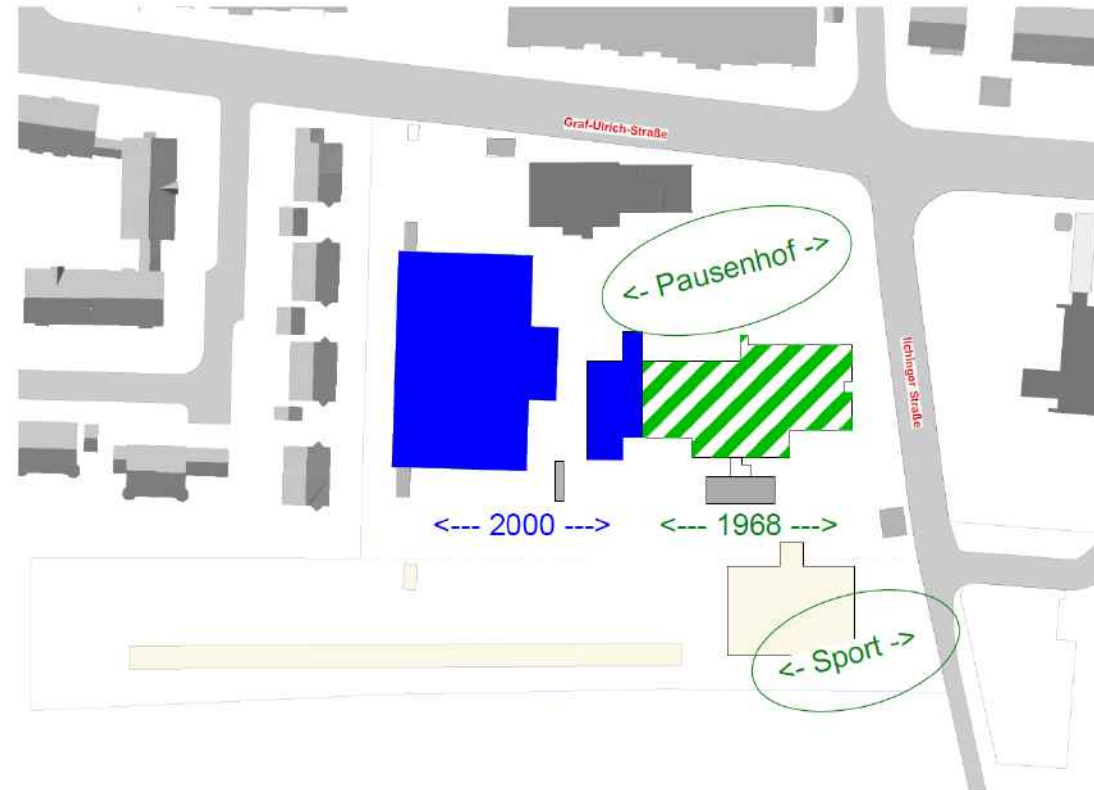 Graf-Ulrich-Straße
<- Pausenhof ->
Ilchinger Straße
<--- 2000 --->
<--- 1968 --->
<- Sport ->